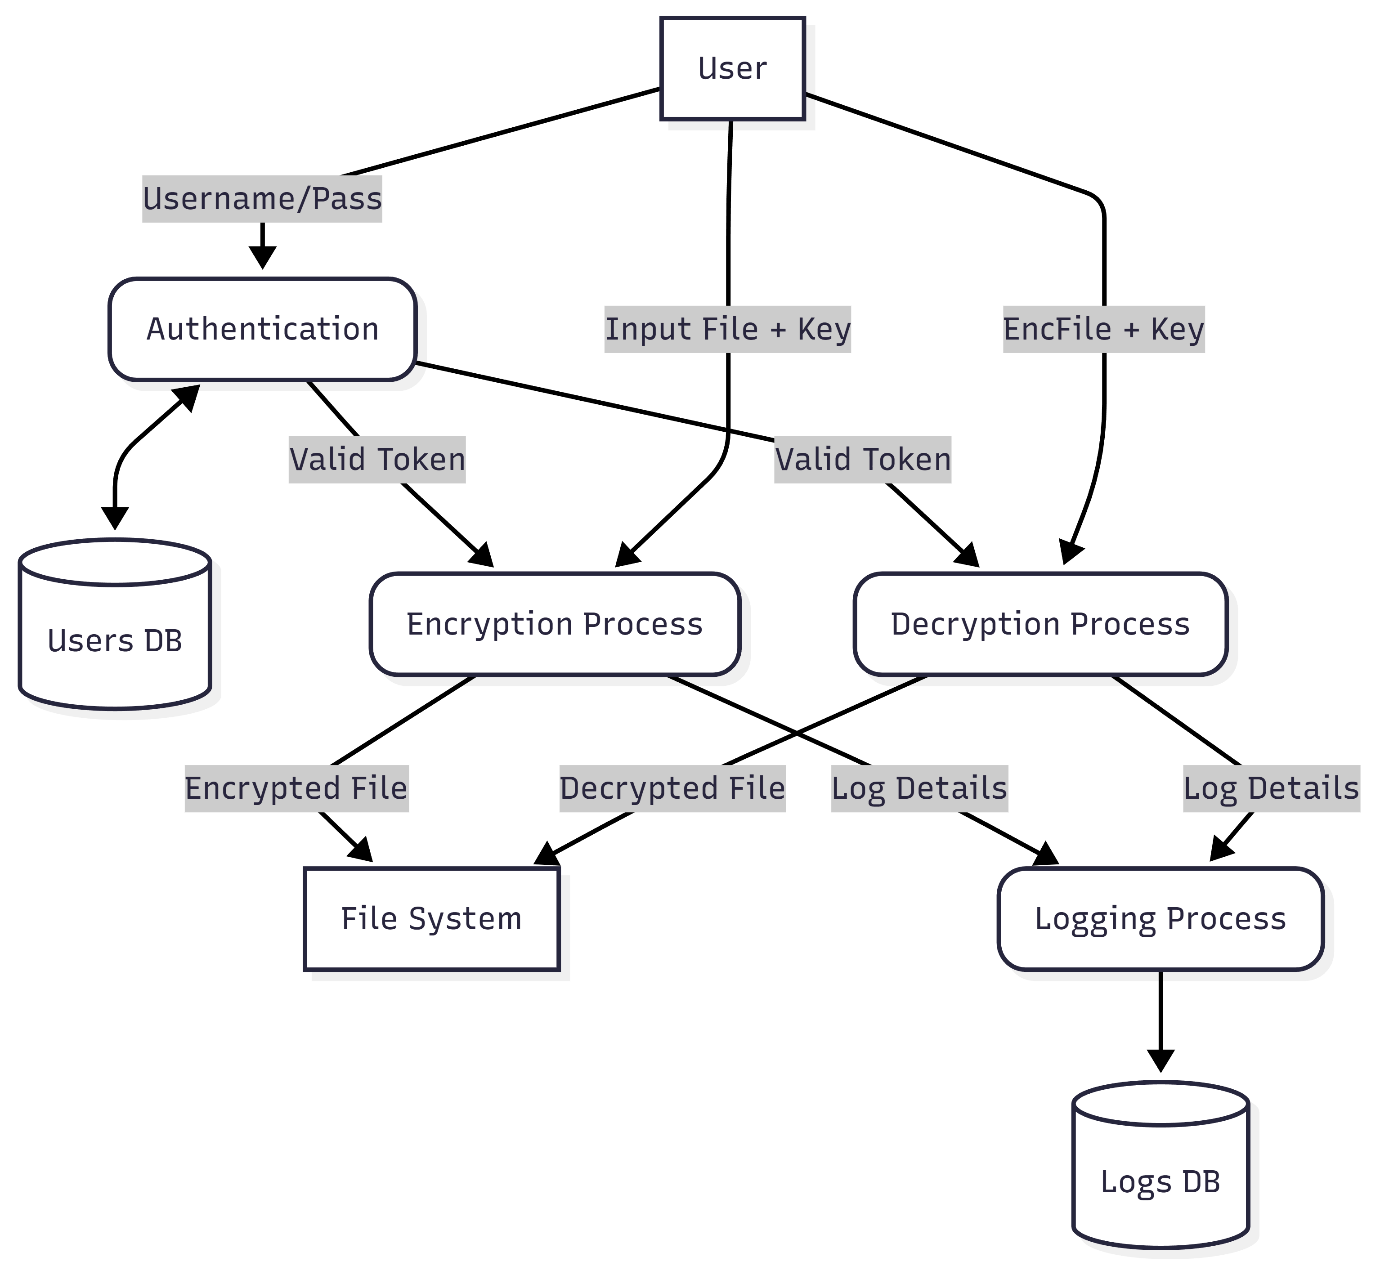 User
Username/Pass
Authentication
Input File + Key
EncFile + Key
Valid Token
Valid Token
Users DB
Encryption Process
Decryption Process
Encrypted File
Decrypted File
Log Details
Log Details
File System
Logging Process
Logs DB